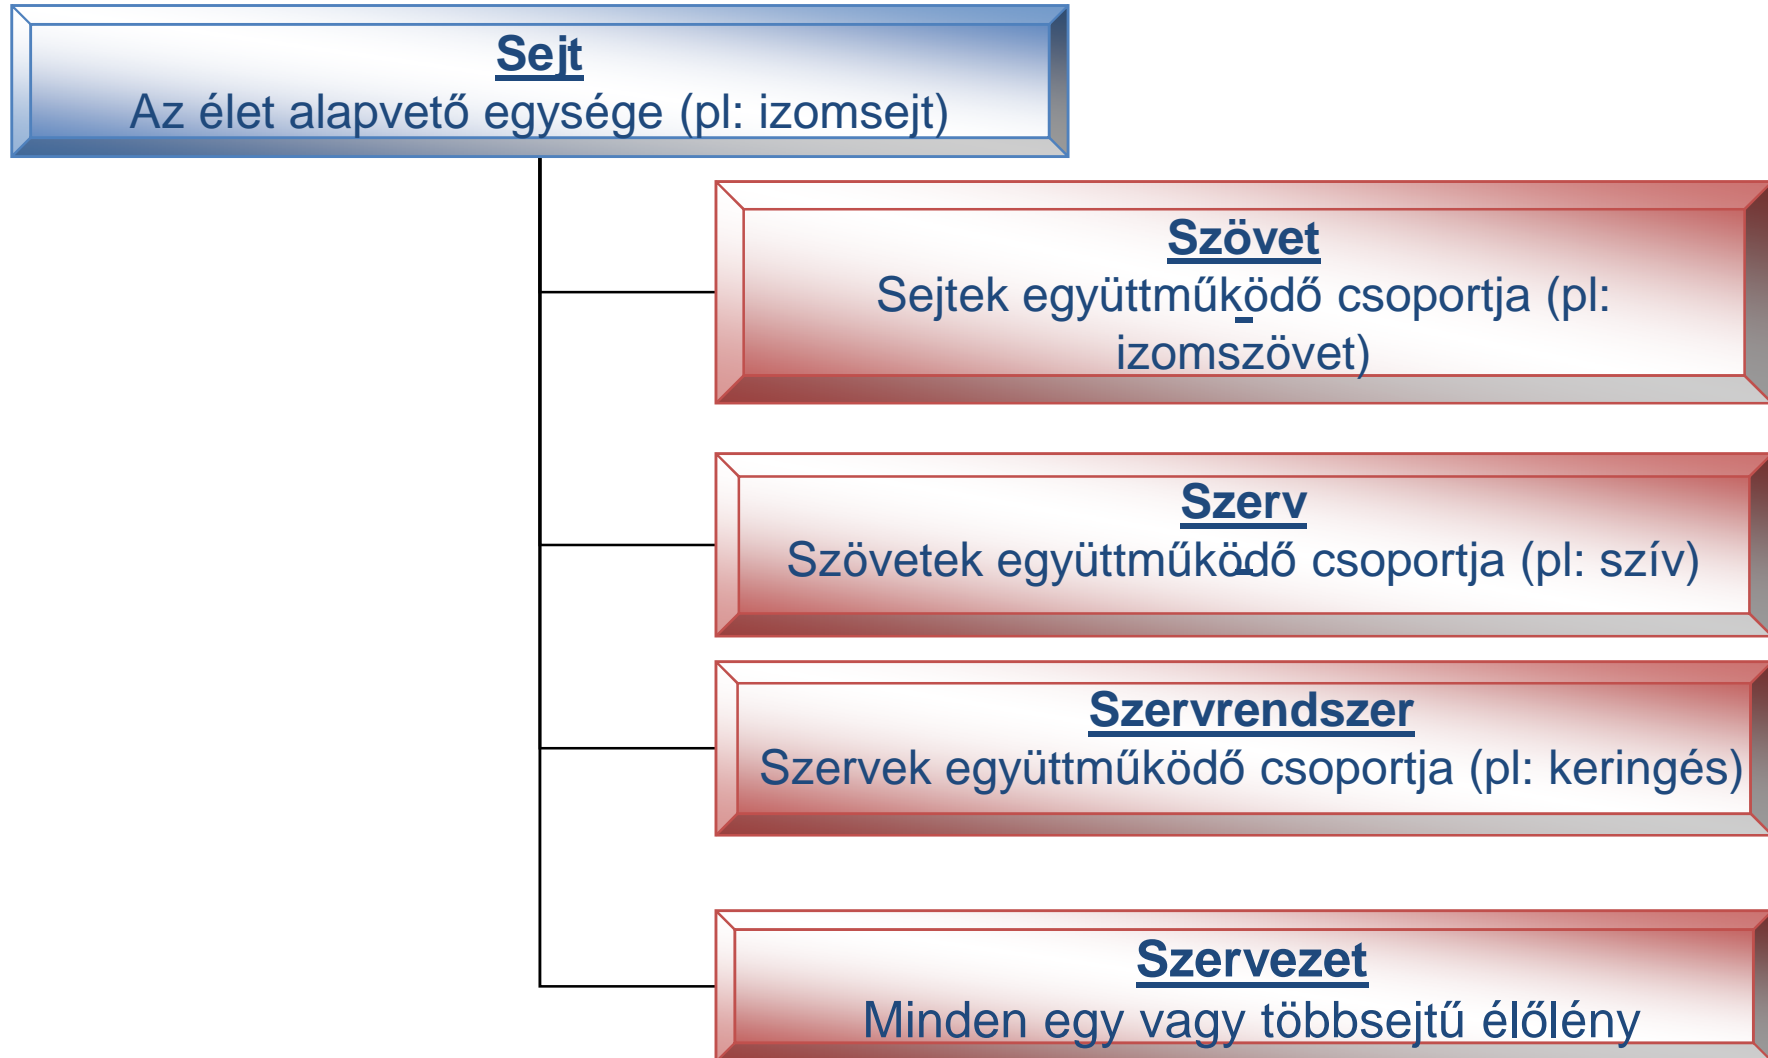 Sejt
Az élet alapvető egysége (pl: izomsejt)
Szövet
Sejtek együttműködő csoportja (pl:
izomszövet)
Szerv
Szövetek együttműködő csoportja (pl: szív)
Szervrendszer
Szervek együttműködő csoportja (pl: keringés)
Szervezet
Minden egy vagy többsejtű élőlény